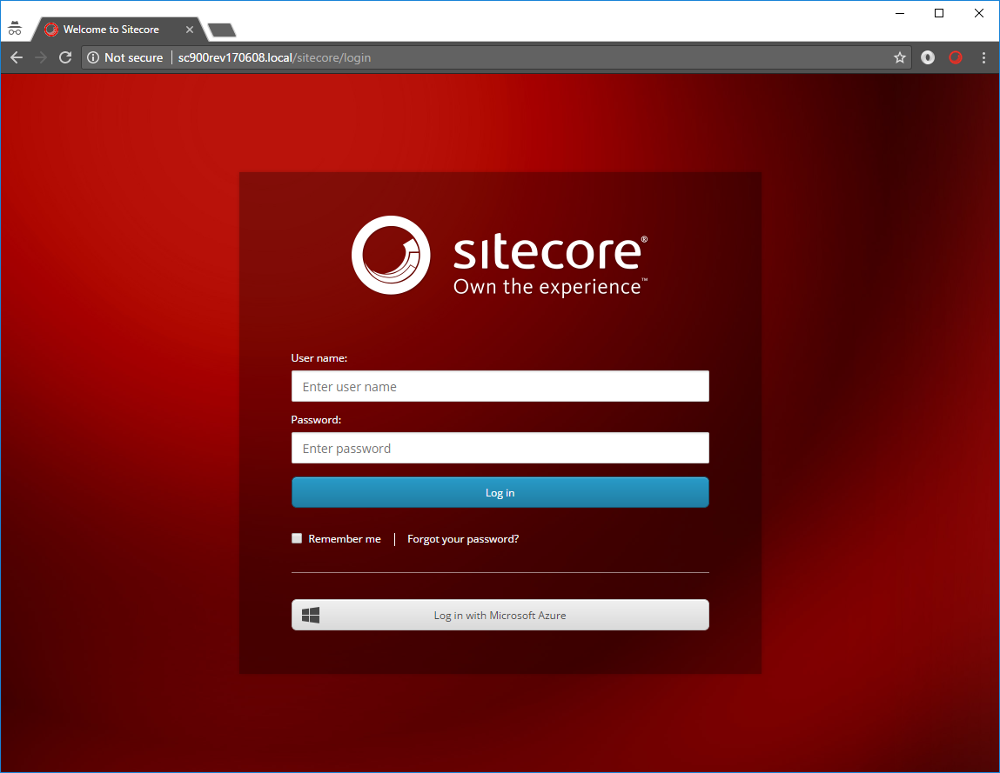 Welcome to Sitecore
Not secure sc900rev170608.local/sitecore/login
sitecore®
Own the experience™
User name:
Enter user name
Password:
Enter password
Log in
Remember me Forgot your password?
Log in with Microsoft Azure